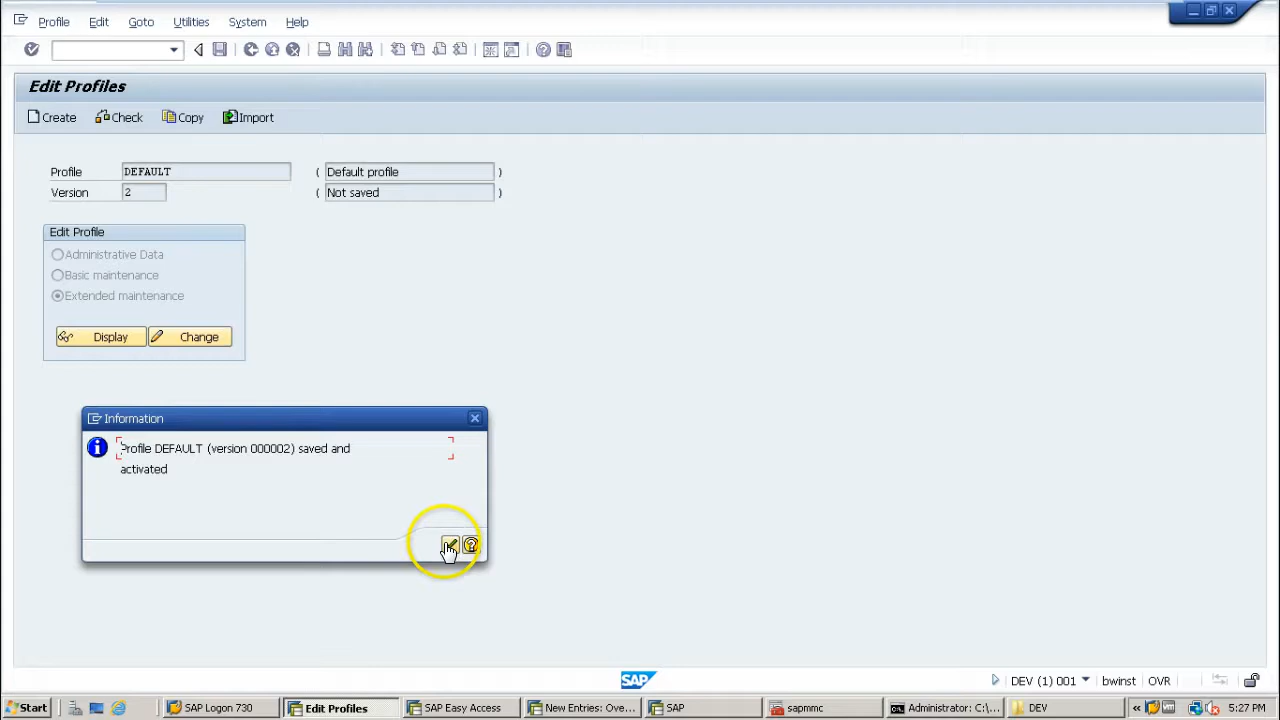 Profile Edit Goto Utilities System Help
Edit Profiles
Create Check Copy Import
Profile DEFAULT ( Default profile )
Version 2 ( Not saved )
Edit Profile
Administrative Data
Basic maintenance
Extended maintenance
Display Change
Information
Profile DEFAULT (version 000002) saved and
activated
SAP DEV (1) 001 bwinst OVR
Start SAP Logon 730 Edit Profiles SAP Easy Access New Entries: Ove... SAP sapmmc Administrator: C:\... DEV « 5:27 PM